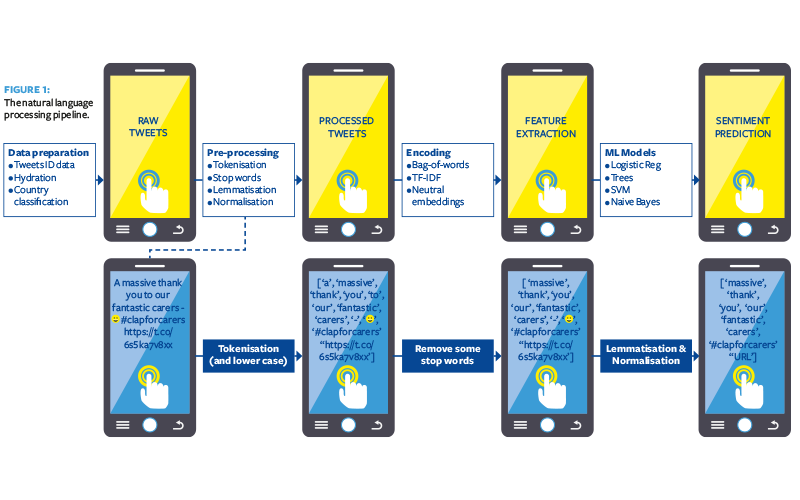 FIGURE 1:
The natural language
processing pipeline.
Data preparation
•Tweets ID data
•Hydration
•Country
classification
RAW
TWEETS
Pre-processing
•Tokenisation
•Stop words
•Lemmatisation
•Normalisation
PROCESSED
TWEETS
Encoding
•Bag-of-words
•TF-IDF
•Neutral
embeddings
FEATURE
EXTRACTION
ML Models
•Logistic Reg
•Trees
•SVM
•Naive Bayes
SENTIMENT
PREDICTION
A massive thank
you to our
fantastic carers -
🙂#clapforcarers
https://t.co/
6s5ka7v8xx
Tokenisation
(and lower case)
['a', 'massive',
'thank', 'you', 'to',
'our', 'fantastic',
'carers', '-', '🙂,
'#clapforcarers'
"https://t.co/
6s5ka7v8xx']
Remove some
stop words
['massive',
'thank', 'you',
'our', 'fantastic',
'carers', '-', '🙂,
'#clapforcarers'
"https://t.co/
6s5ka7v8xx']
Lemmatisation &
Normalisation
['massive',
'thank',
'you', 'our',
'fantastic',
'carers',
'#clapforcarers'
"URL']